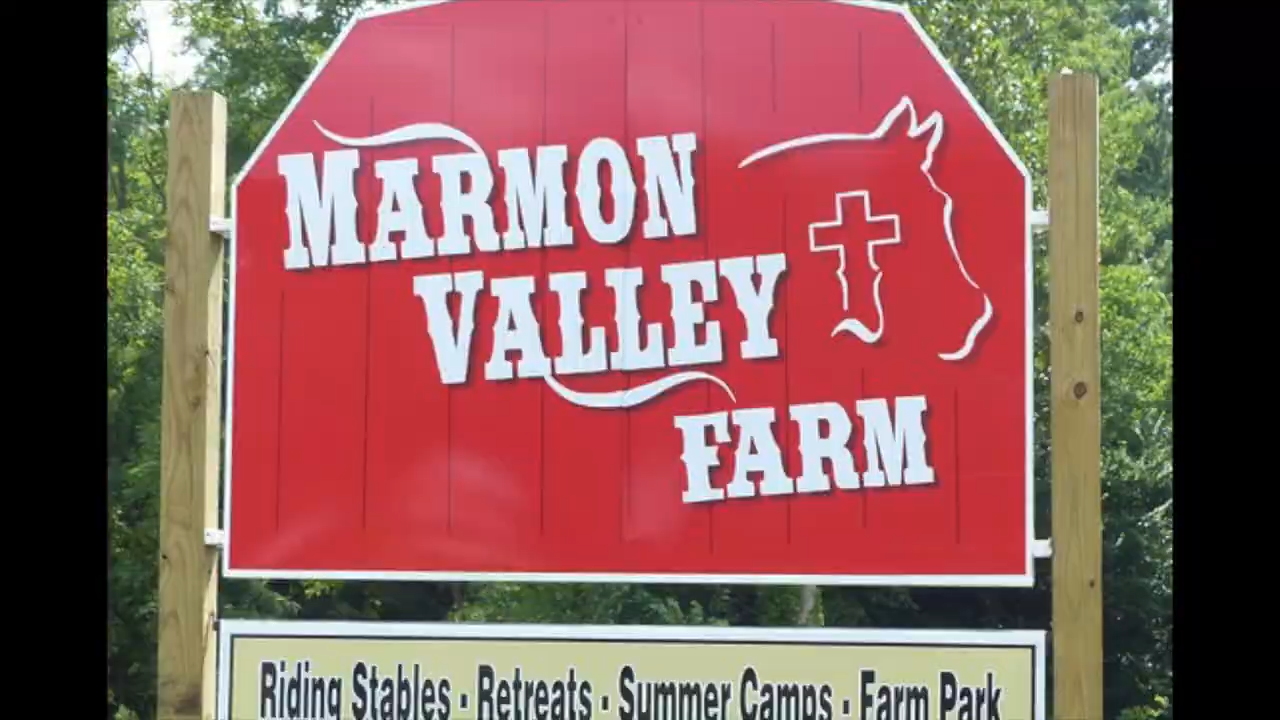 MARMON
VALLEY
FARM
Riding Stables - Retreats - Summer Camps - Farm Park